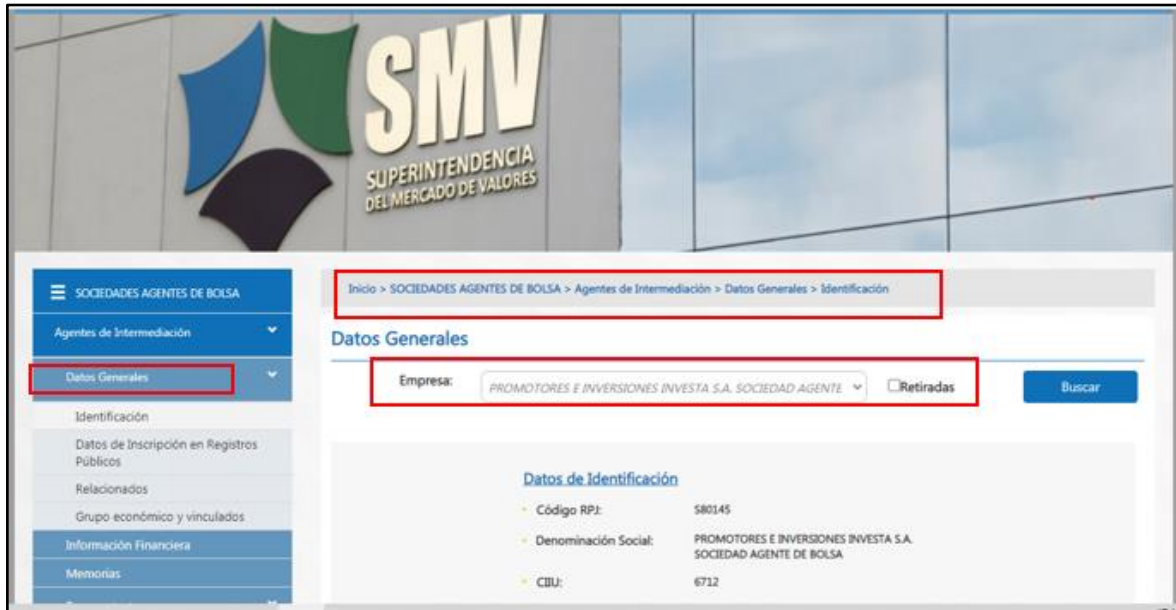 SMV
SUPERINTENDENCIA
DEL MERCADO DE VALORES
SOCIEDADES AGENTES DE BOLSA
Agentes de Intermediación
Datos Generales
Identificación
Datos de Inscripción en Registros
Públicos
Relacionados
Grupo económico y vinculados
Información Financiera
Memorias
Inicio > SOCIEDADES AGENTES DE BOLSA > Agentes de Intermediación > Datos Generales > Identificación
Datos Generales
Empresa: PROMOTORES E INVERSIONES INVESTA S.A. SOCIEDAD AGENTE Retiradas Buscar
Datos de Identificación
Código RPJ: S80145
Denominación Social: PROMOTORES E INVERSIONES INVESTA S.A.
SOCIEDAD AGENTE DE BOLSA
CIIU: 6712